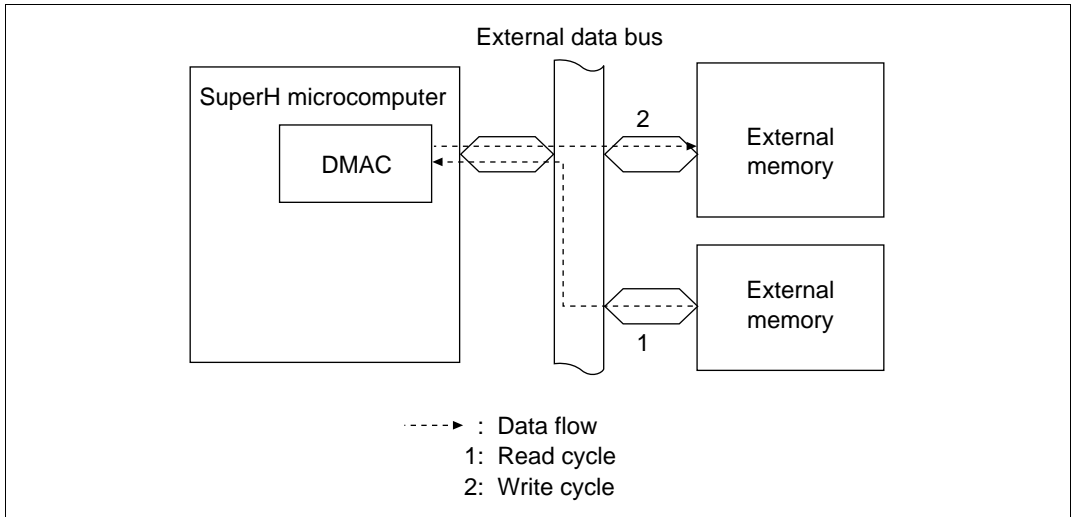 External data bus
SuperH microcomputer
DMAC
2
External
memory
External
memory
1
: Data flow
1: Read cycle
2: Write cycle